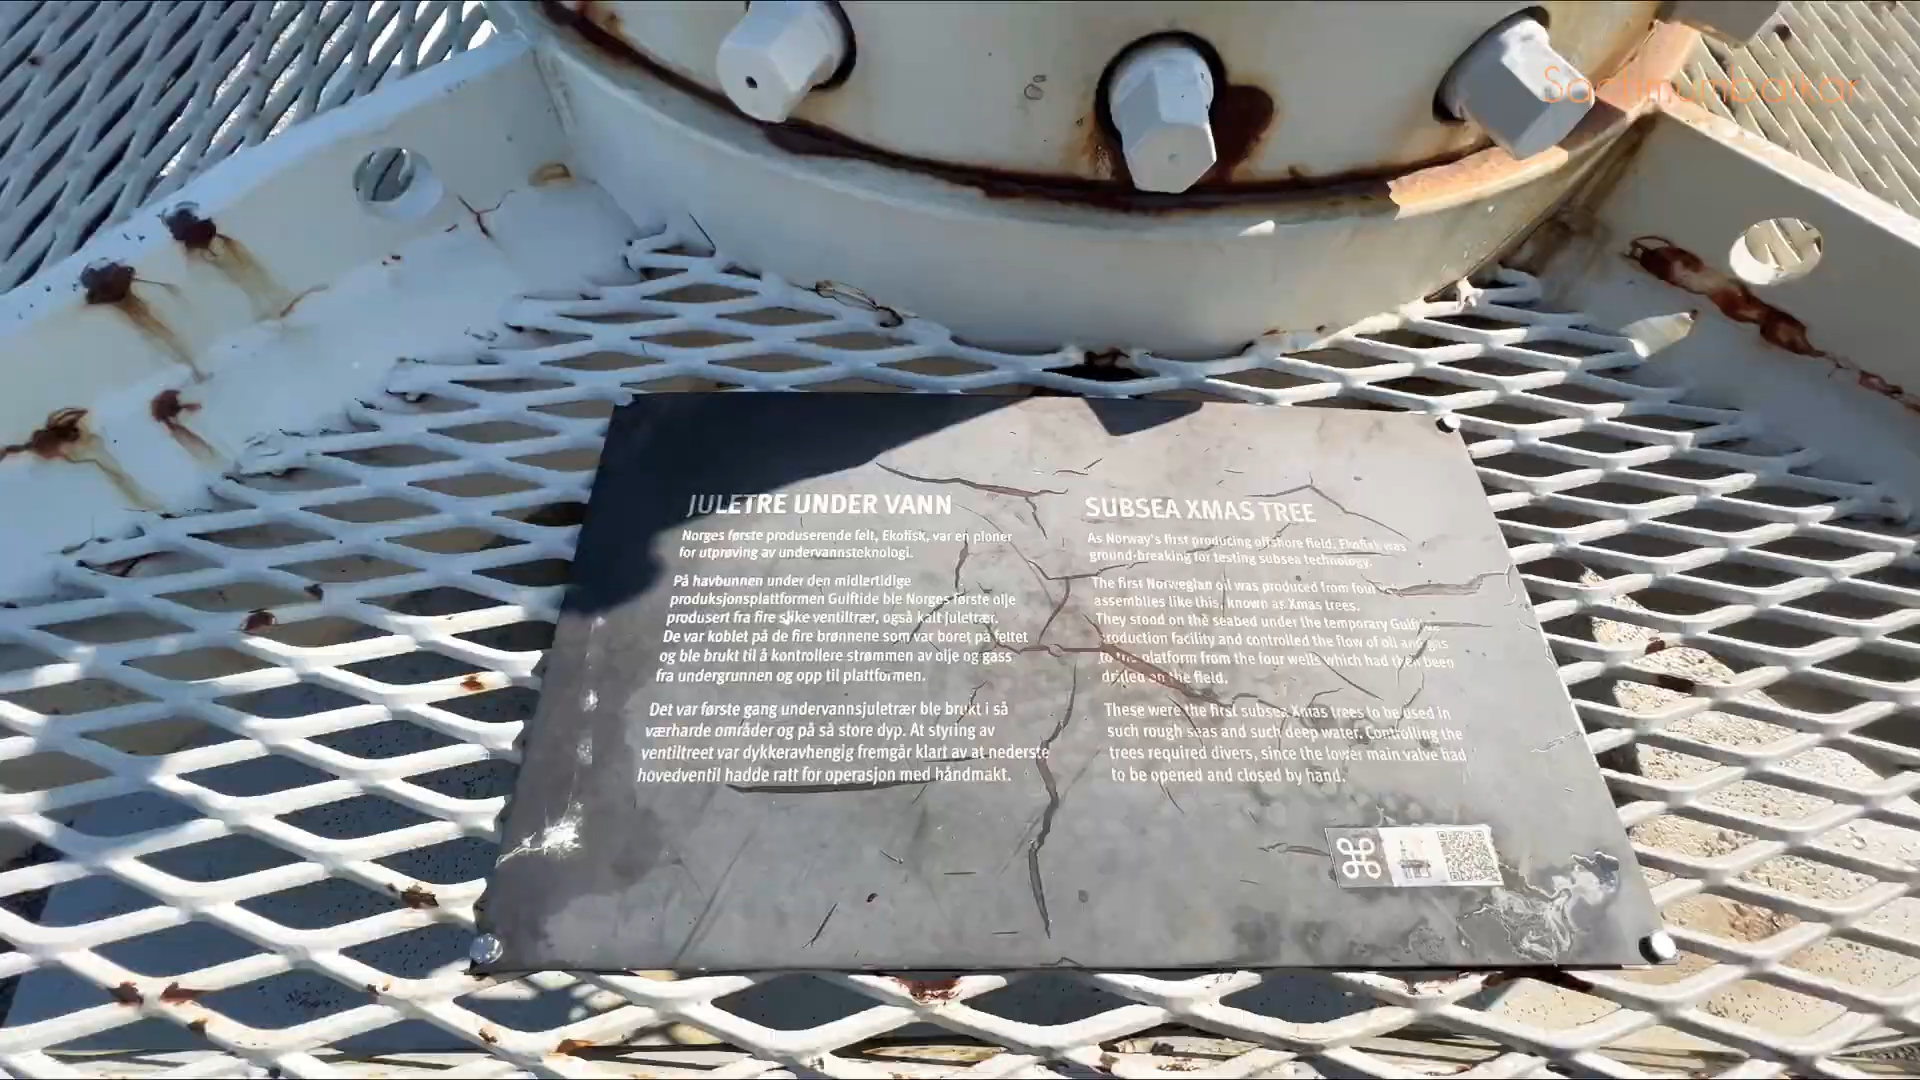 Saatimumbaikar
JULETRE UNDER VANN
Norges første produserende felt, Ekofisk, var en pioner
for utprøving av undervannsteknologi.
På havbunnen under den midlertidige
produksjonsplattformen Gulftide ble Norges første olje
produsert fra fire slike ventiltrær, også kalt juletrær.
De var koblet på de fire brønnene som var boret på feltet
og ble brukt til å kontrollere strømmen av olje og gass
fra undergrunnen og opp til plattformen.
Det var første gang undervannsjuletrær ble brukt i så
værharde områder og på så store dyp. At styring av
ventiltreet var dykkeravhengig fremgår klart av at nederste
hovedventil hadde ratt for operasjon med håndmakt.
SUBSEA XMAS TREE
As Norway's first producing offshore field, Ekofisk was
ground-breaking for testing subsea technology.
The first Norwegian oil was produced from four
assemblies like this, known as Xmas trees.
They stood on the seabed under the temporary Gulftide
production facility and controlled the flow of oil and gas
to the platform from the four wells which had then been
drilled on the field.
These were the first subsea Xmas trees to be used in
such rough seas and such deep water. Controlling the
trees required divers, since the lower main valve had
to be opened and closed by hand.